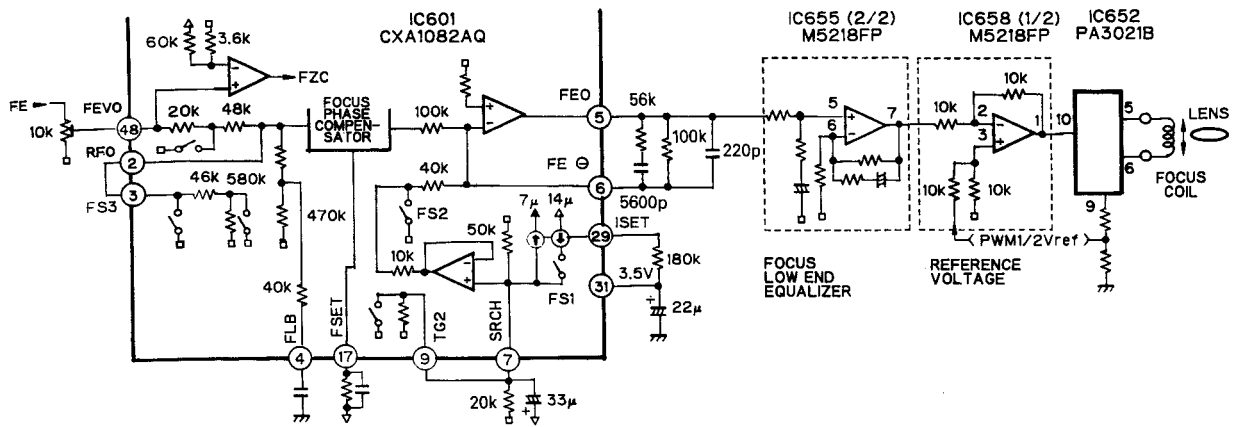 IC601
CXA1082AQ
IC655 (2/2)
M5218FP
IC658 (1/2)
M5218FP
IC652
PA3021B
60k
3.6k
FZC
FE
FEVO
10k
48
20k
48k
RFO
2
3
FS3
46k
580k
470k
40k
FLB
4
FOCUS
PHASE
COMPEN-
SATOR
FSET
17
100k
40k
FS2
10k
TG2
9
50k
SRCH
7
20k
33μ
7μ
14μ
FS1
FEO
5
FE ⊖
6
ISET
29
180k
3.5V
31
22μ
56k
5600p
100k
220p
5
6
7
FOCUS
LOW END
EQUALIZER
10k
10k
2
3
1
10k
10k
REFERENCE
VOLTAGE
(PWM1/2Vref)
10
9
5
6
LENS
FOCUS
COIL